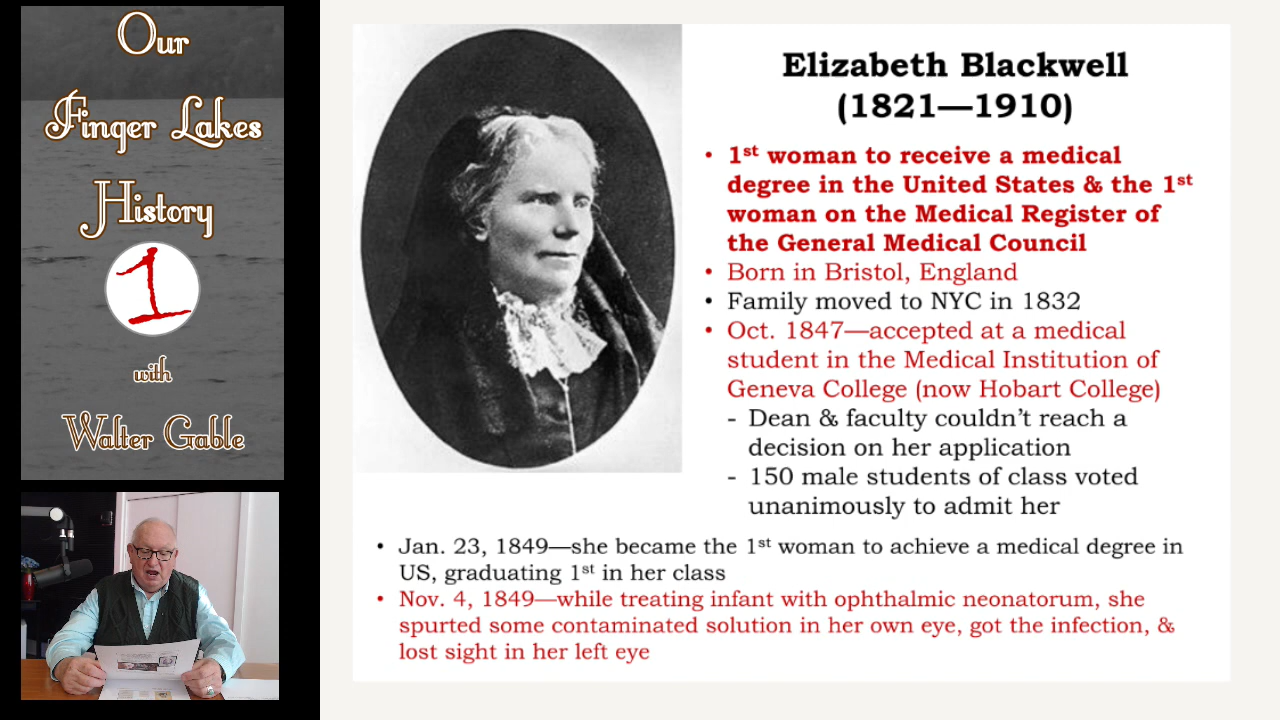 Our
Finger Lakes
History
1
with
Walter Gable
Elizabeth Blackwell
(1821—1910)
• 1st woman to receive a medical
degree in the United States & the 1st
woman on the Medical Register of
the General Medical Council
• Born in Bristol, England
• Family moved to NYC in 1832
• Oct. 1847—accepted at a medical
student in the Medical Institution of
Geneva College (now Hobart College)
- Dean & faculty couldn't reach a
decision on her application
- 150 male students of class voted
unanimously to admit her
• Jan. 23, 1849—she became the 1st woman to achieve a medical degree in
US, graduating 1st in her class
• Nov. 4, 1849—while treating infant with ophthalmic neonatorum, she
spurted some contaminated solution in her own eye, got the infection, &
lost sight in her left eye